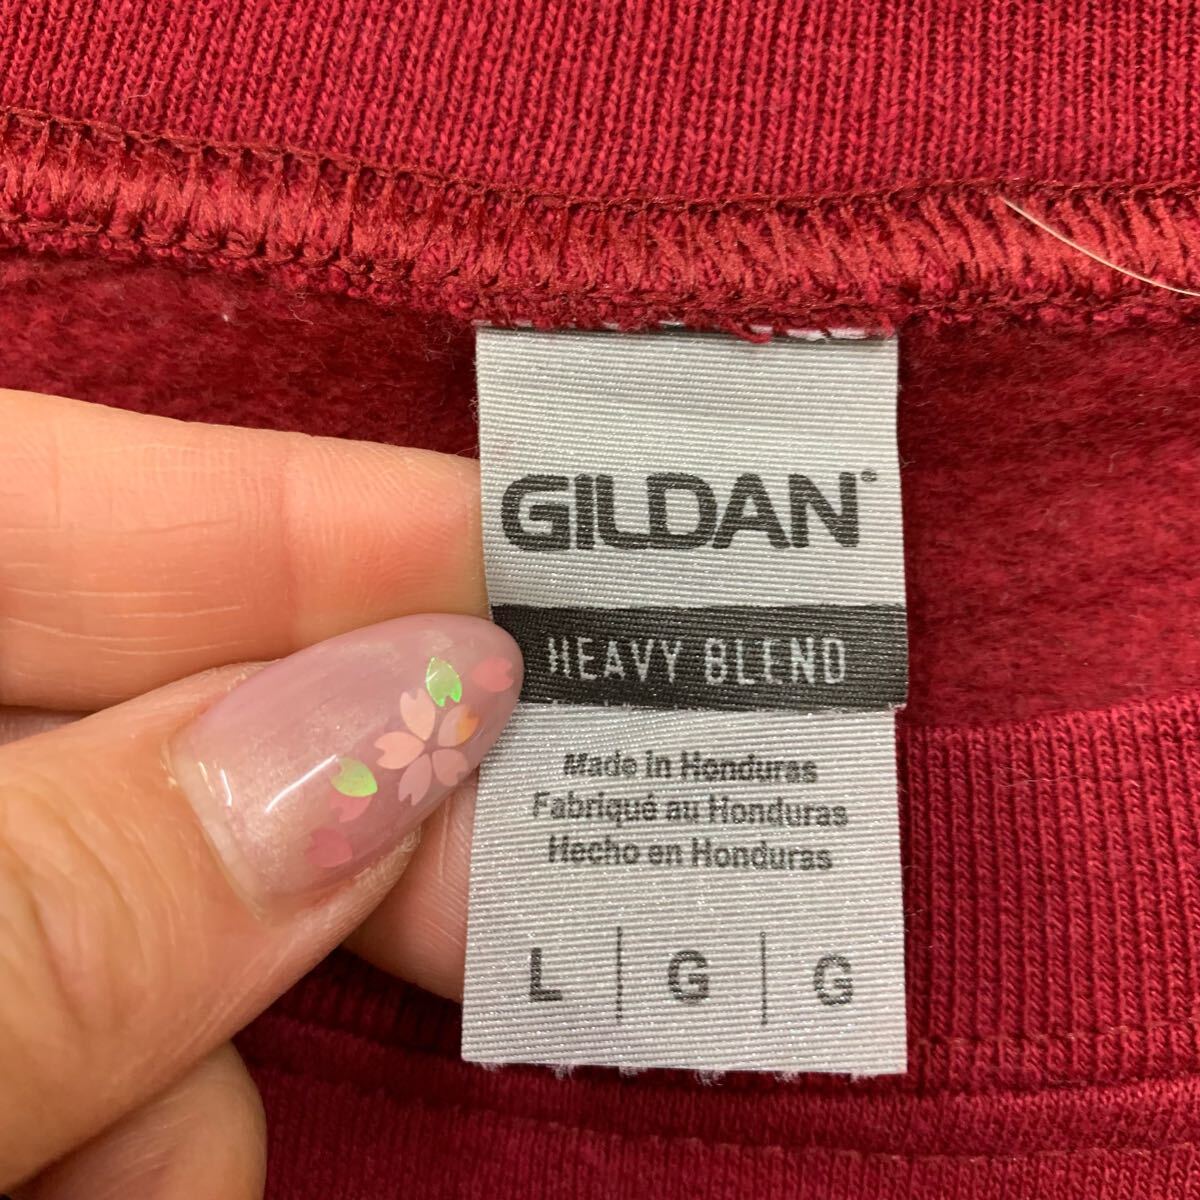 GILDAN®
HEAVY BLEND
Made in Honduras
Fabriqué au Honduras
Hecho en Honduras
L | G | G